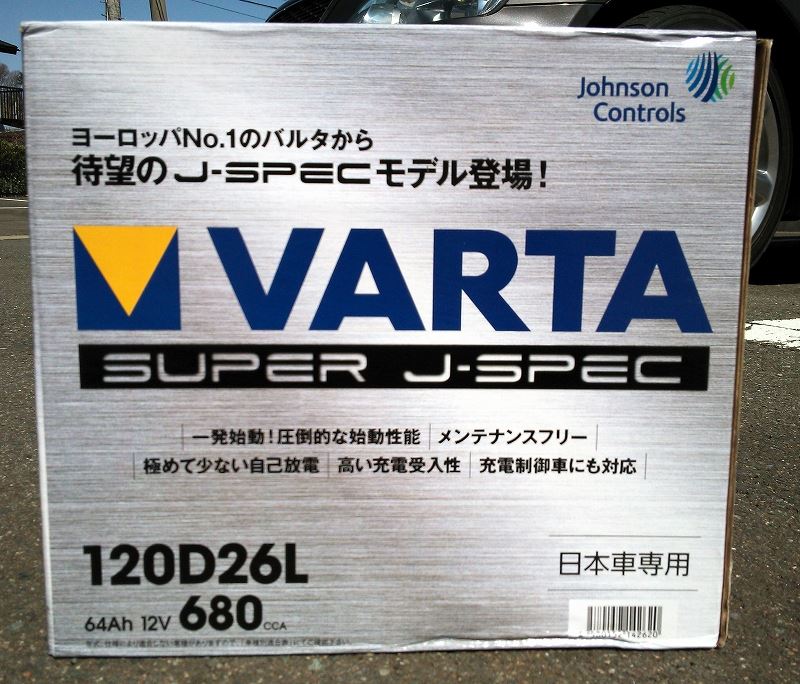 Johnson
Controls
ヨーロッパNo.1のバルタから
待望のJ-SPECモデル登場！
VARTA
SUPER J-SPEC
一発始動！圧倒的な始動性能 メンテナンスフリー
極めて少ない自己放電 高い充電受入性 充電制御車にも対応
120D26L
日本車専用
64Ah 12V 680CCA